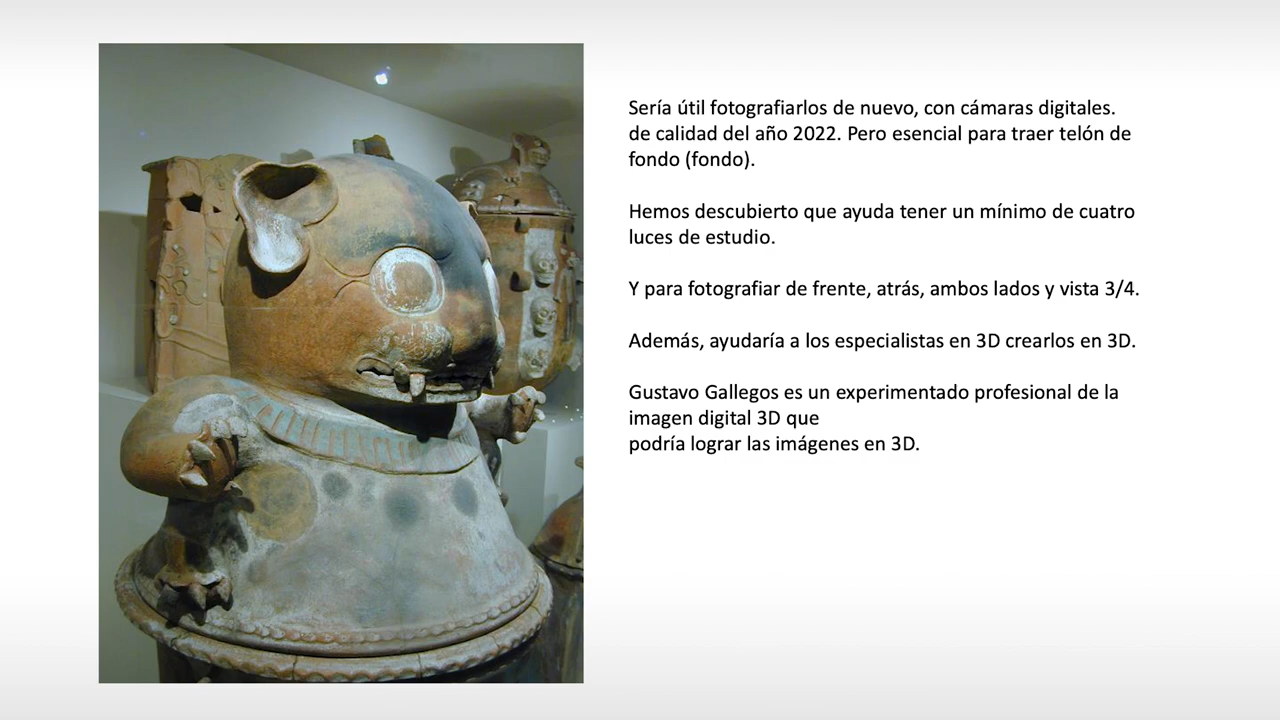 Sería útil fotografiarlos de nuevo, con cámaras digitales.
de calidad del año 2022. Pero esencial para traer telón de
fondo (fondo).
Hemos descubierto que ayuda tener un mínimo de cuatro
luces de estudio.
Y para fotografiar de frente, atrás, ambos lados y vista 3/4.
Además, ayudaría a los especialistas en 3D crearlos en 3D.
Gustavo Gallegos es un experimentado profesional de la
imagen digital 3D que
podría lograr las imágenes en 3D.